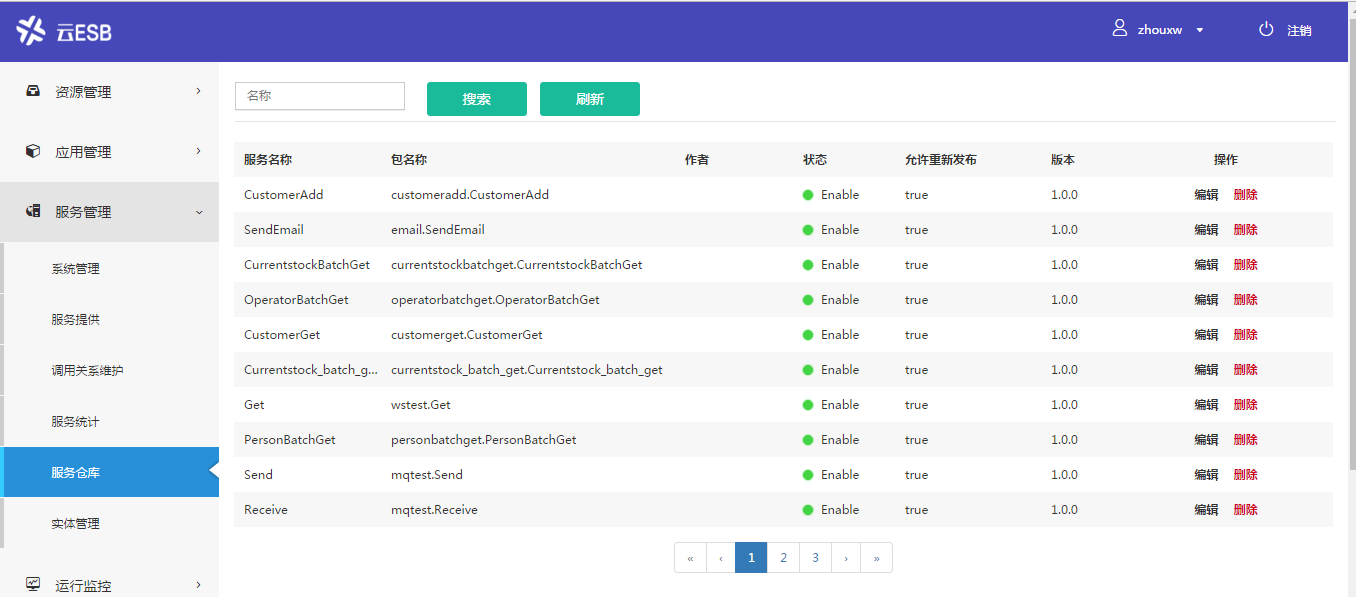 云ESB
zhouxw
注销
资源管理
应用管理
服务管理
系统管理
服务提供
调用关系维护
服务统计
服务仓库
实体管理
运行监控
名称 搜索 刷新
服务名称 包名称 作者 状态 允许重新发布 版本 操作
CustomerAdd customeradd.CustomerAdd Enable true 1.0.0 编辑 删除
SendEmail email.SendEmail Enable true 1.0.0 编辑 删除
CurrentstockBatchGet currentstockbatchget.CurrentstockBatchGet Enable true 1.0.0 编辑 删除
OperatorBatchGet operatorbatchget.OperatorBatchGet Enable true 1.0.0 编辑 删除
CustomerGet customerget.CustomerGet Enable true 1.0.0 编辑 删除
Currentstock_batch_g... currentstock_batch_get.Currentstock_batch_get Enable true 1.0.0 编辑 删除
Get wstest.Get Enable true 1.0.0 编辑 删除
PersonBatchGet personbatchget.PersonBatchGet Enable true 1.0.0 编辑 删除
Send mqtest.Send Enable true 1.0.0 编辑 删除
Receive mqtest.Receive Enable true 1.0.0 编辑 删除
« ‹ 1 2 3 › »